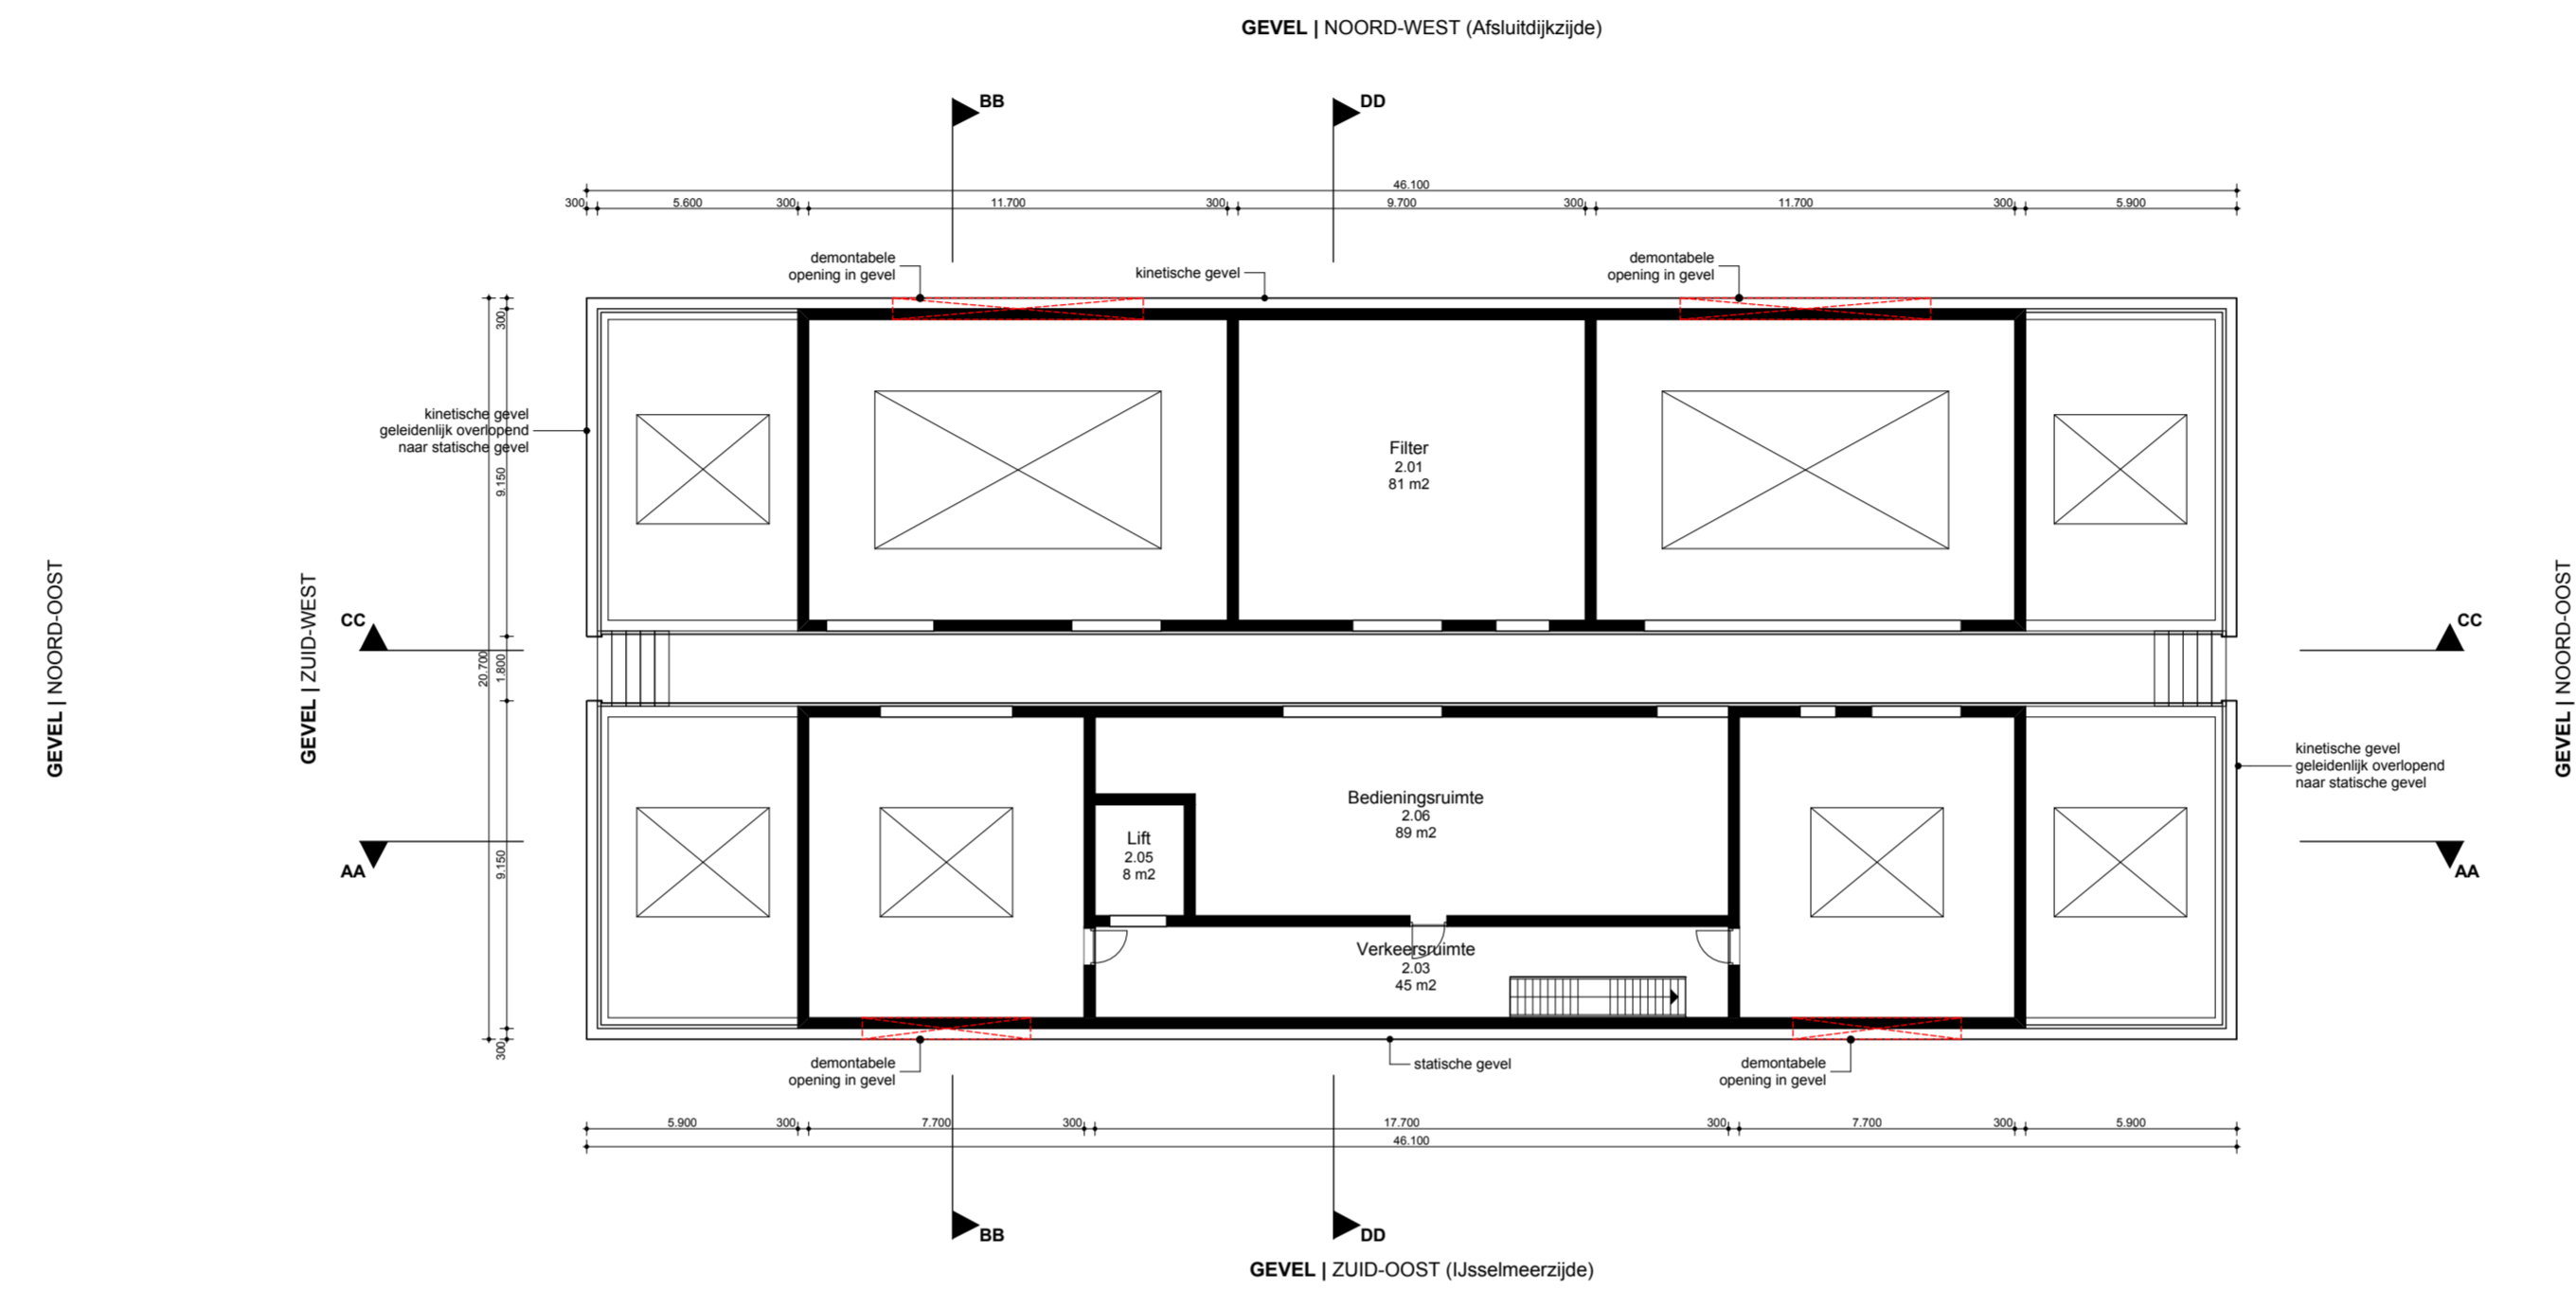 GEVEL | NOORD-WEST (Afsluitdijkzijde)
BB
DD
46.100
300
5.600
300
11.700
300
9.700
300
11.700
300
5.900
demontabele
opening in gevel
kinetische gevel
demontabele
opening in gevel
300
kinetische gevel
geleidenlijk overlopend
naar statische gevel
9.150
Filter
2.01
81 m2
GEVEL | NOORD-OOST
GEVEL | ZUID-WEST
CC
20.700
1.800
CC
GEVEL | NOORD-OOST
kinetische gevel
geleidenlijk overlopend
naar statische gevel
Bedieningsruimte
2.06
89 m2
Lift
2.05
8 m2
AA
9.150
AA
Verkeersruimte
2.03
45 m2
300
demontabele
opening in gevel
statische gevel
demontabele
opening in gevel
5.900
300
7.700
300
17.700
300
7.700
300
5.900
46.100
BB
DD
GEVEL | ZUID-OOST (IJsselmeerzijde)